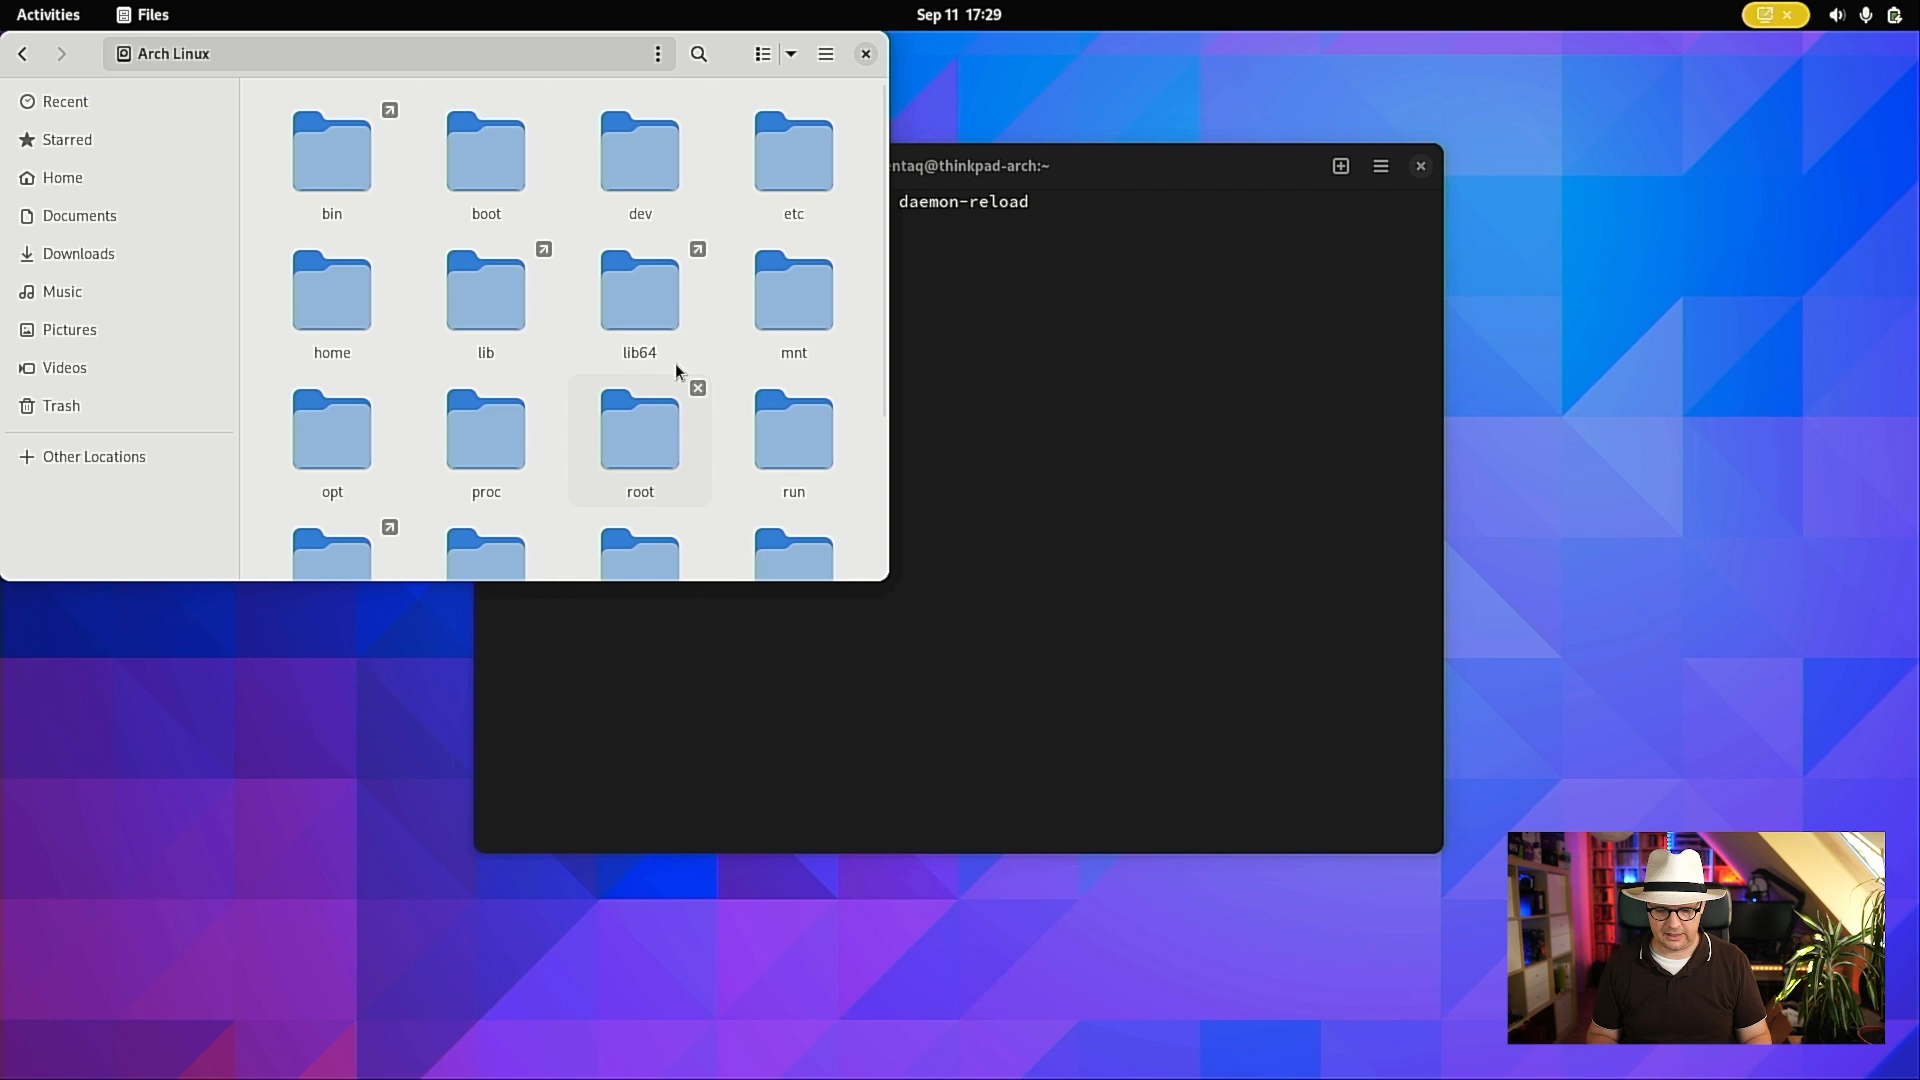 Activities Files Sep 11 17:29
Arch Linux
Recent
Starred
Home
Documents
Downloads
Music
Pictures
Videos
Trash
Other Locations
bin boot dev etc
home lib lib64 mnt
opt proc root run
entaq@thinkpad-arch:~
daemon-reload